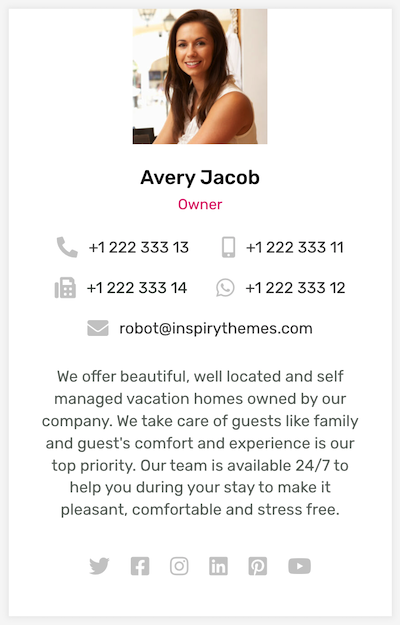 Avery Jacob
Owner
+1 222 333 13 +1 222 333 11
+1 222 333 14 +1 222 333 12
robot@inspirythemes.com
We offer beautiful, well located and self
managed vacation homes owned by our
company. We take care of guests like family
and guest's comfort and experience is our
top priority. Our team is available 24/7 to
help you during your stay to make it
pleasant, comfortable and stress free.